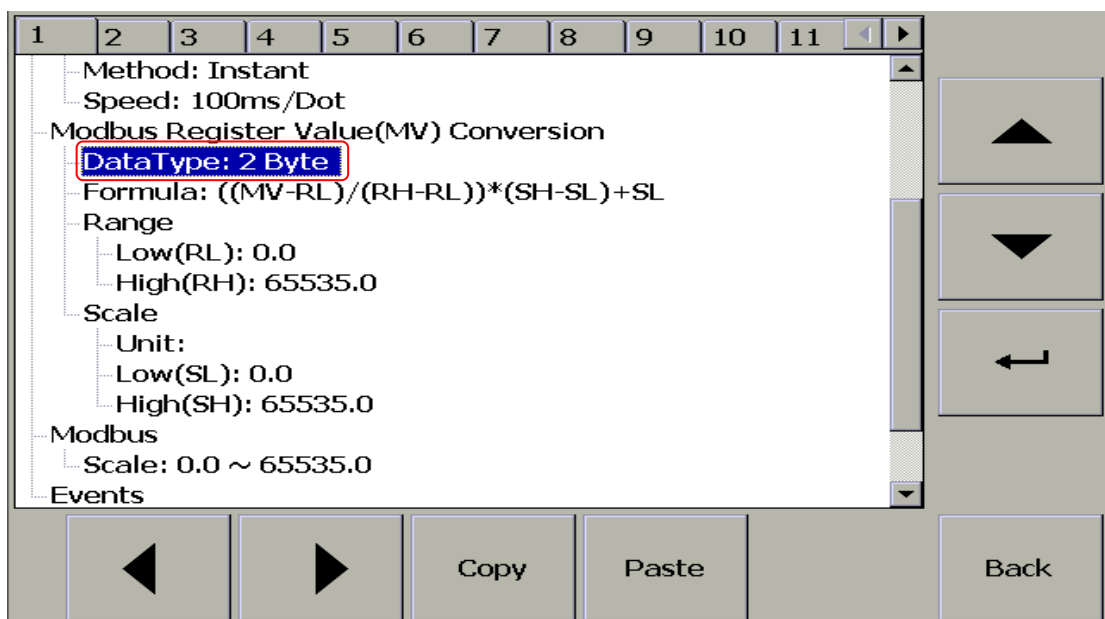 1 2 3 4 5 6 7 8 9 10 11
Method: Instant
Speed: 100ms/Dot
Modbus Register Value(MV) Conversion
DataType: 2 Byte
Formula: ((MV-RL)/(RH-RL))*(SH-SL)+SL
Range
Low(RL): 0.0
High(RH): 65535.0
Scale
Unit:
Low(SL): 0.0
High(SH): 65535.0
Modbus
Scale: 0.0 ~ 65535.0
Events
Copy Paste Back